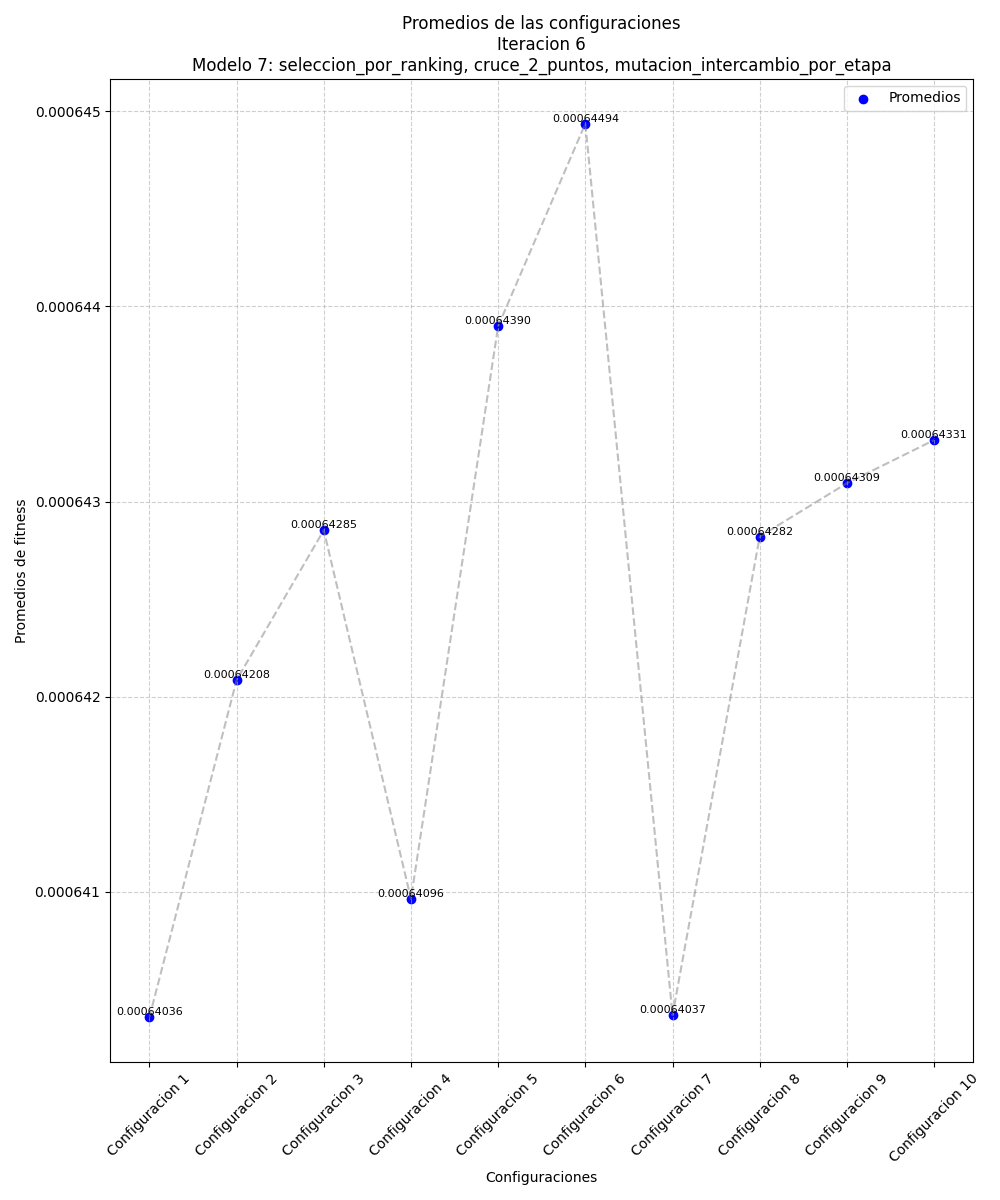 Promedios de las configuraciones
Iteracion 6
Modelo 7: seleccion_por_ranking, cruce_2_puntos, mutacion_intercambio_por_etapa
Promedios
0.000645
0.000644
0.000643
0.000642
0.000641
Promedios de fitness
0.00064036
0.00064208
0.00064285
0.00064096
0.00064390
0.00064494
0.00064037
0.00064282
0.00064309
0.00064331
Configuracion 1
Configuracion 2
Configuracion 3
Configuracion 4
Configuracion 5
Configuracion 6
Configuracion 7
Configuracion 8
Configuracion 9
Configuracion 10
Configuraciones